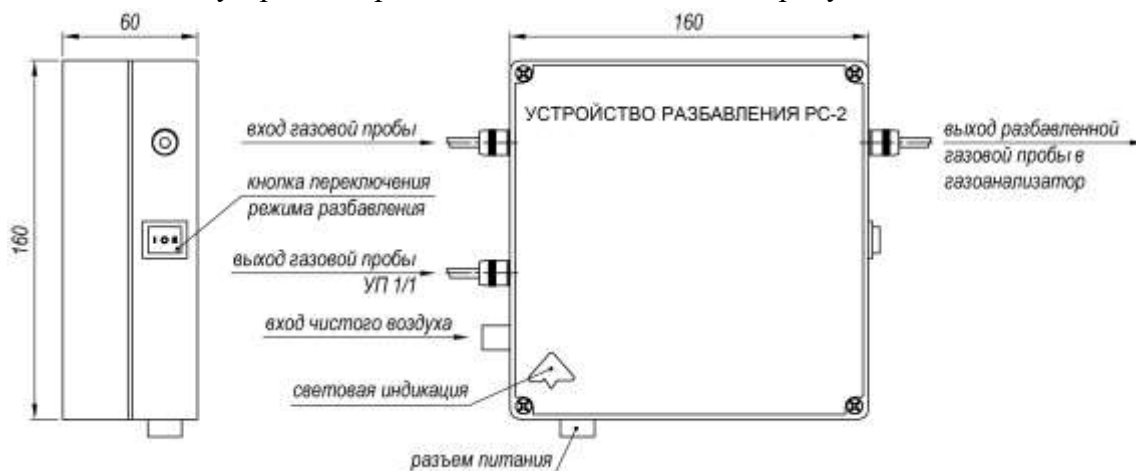 60
160
160
УСТРОЙСТВО РАЗБАВЛЕНИЯ РС-2
вход газовой пробы
выход разбавленной
газовой пробы в
газоанализатор
кнопка переключения
режима разбавления
I O II
выход газовой пробы
УП 1/1
вход чистого воздуха
световая индикация
разъем питания